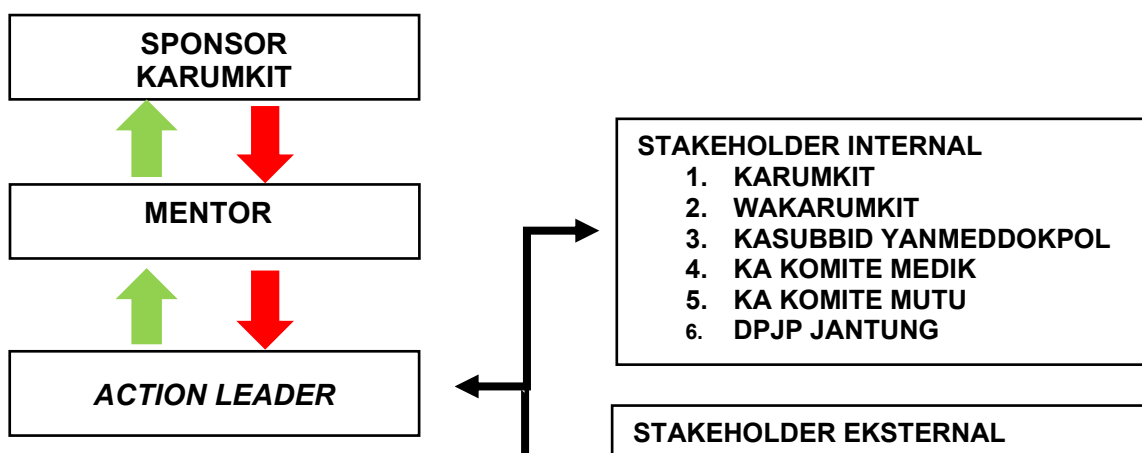 SPONSOR
KARUMKIT
MENTOR
ACTION LEADER
STAKEHOLDER INTERNAL
1. KARUMKIT
2. WAKARUMKIT
3. KASUBBID YANMEDDOKPOL
4. KA KOMITE MEDIK
5. KA KOMITE MUTU
6. DPJP JANTUNG
STAKEHOLDER EKSTERNAL